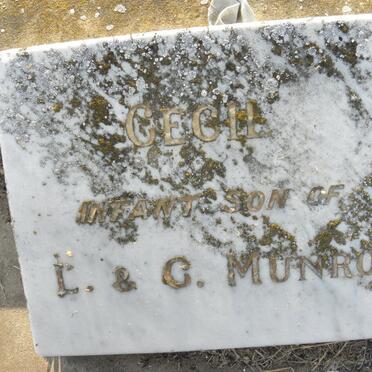 CECIL
INFANT SON OF
L. & G. MUNRO